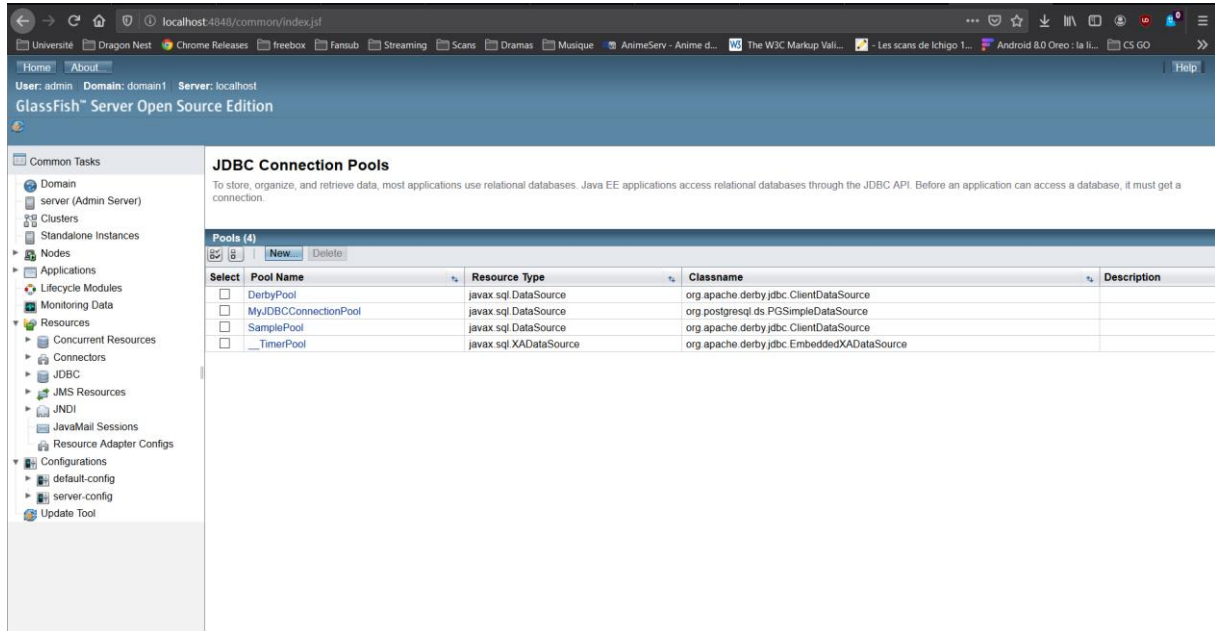 localhost:4848/common/index.jsf
Université Dragon Nest Chrome Releases freebox Fansub Streaming Scans Dramas Musique AnimeServ - Anime d... The W3C Markup Vali... - Les scans de Ichigo 1... Android 8.0 Oreo : la li... CS GO
Home About... Help
User: admin Domain: domain1 Server: localhost
GlassFish™ Server Open Source Edition
Common Tasks
Domain
server (Admin Server)
Clusters
Standalone Instances
Nodes
Applications
Lifecycle Modules
Monitoring Data
Resources
Concurrent Resources
Connectors
JDBC
JMS Resources
JNDI
JavaMail Sessions
Resource Adapter Configs
Configurations
default-config
server-config
Update Tool
JDBC Connection Pools
To store, organize, and retrieve data, most applications use relational databases. Java EE applications access relational databases through the JDBC API. Before an application can access a database, it must get a
connection.
Pools (4)
New... Delete
Select Pool Name Resource Type Classname Description
DerbyPool javax.sql.DataSource org.apache.derby.jdbc.ClientDataSource
MyJDBCConnectionPool javax.sql.DataSource org.postgresql.ds.PGSimpleDataSource
SamplePool javax.sql.DataSource org.apache.derby.jdbc.ClientDataSource
__TimerPool javax.sql.XADataSource org.apache.derby.jdbc.EmbeddedXADataSource